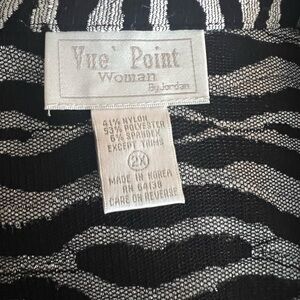 Vue' Point
Woman
By Jordan
41% NYLON
53% POLYESTER
6% SPANDEX
EXCEPT TRIMS
2X
MADE IN KOREA
RN 64138
CARE ON REVERSE